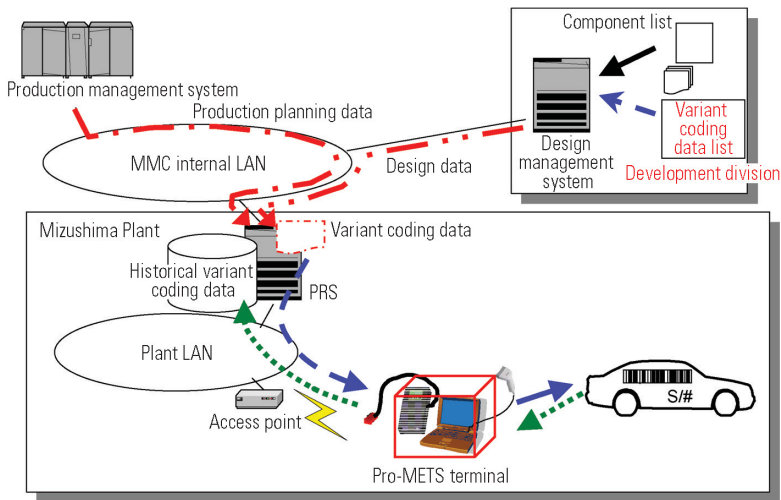 Component list
Production management system
Production planning data
Variant
coding
data list
MMC internal LAN
Design data
Design
management
system
Development division
Mizushima Plant
Variant coding data
Historical variant
coding data
PRS
Plant LAN
Access point
S/#
Pro-METS terminal